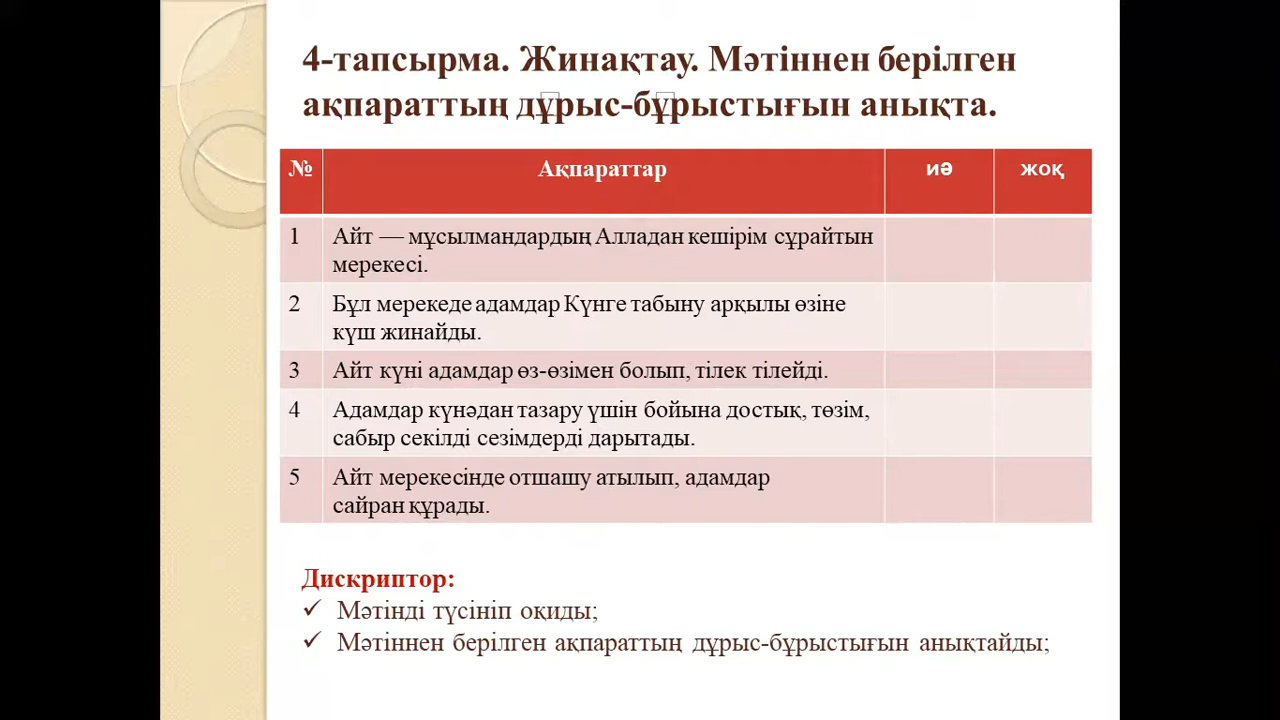 4-тапсырма. Жинақтау. Мәтіннен берілген
ақпараттың дұрыс-бұрыстығын анықта.
№ Ақпараттар иә жоқ
1 Айт — мұсылмандардың Алладан кешірім сұрайтын
мерекесі.
2 Бұл мерекеде адамдар Күнге табыну арқылы өзіне
күш жинайды.
3 Айт күні адамдар өз-өзімен болып, тілек тілейді.
4 Адамдар күнәдан тазару үшін бойына достық, төзім,
сабыр секілді сезімдерді дарытады.
5 Айт мерекесінде отшашу атылып, адамдар
сайран құрады.
Дискриптор:
✓ Мәтінді түсініп оқиды;
✓ Мәтіннен берілген ақпараттың дұрыс-бұрыстығын анықтайды;